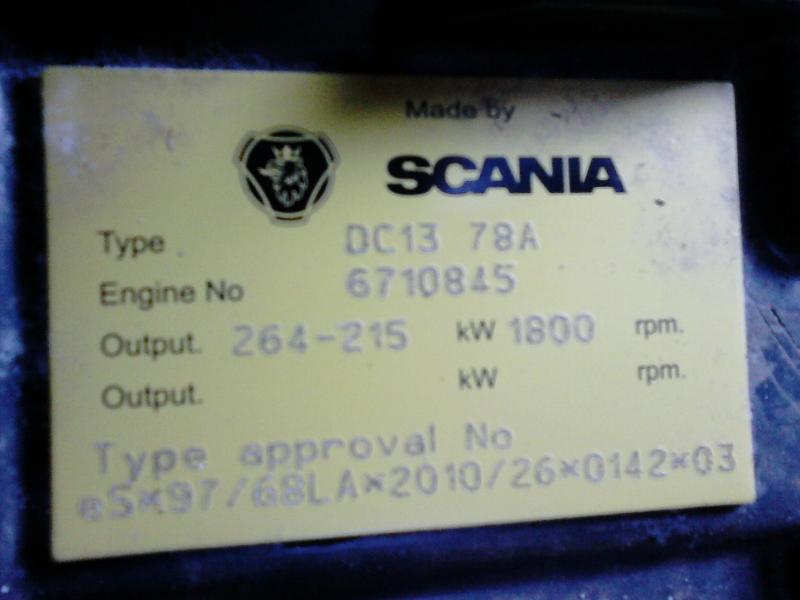 Made by
SCANIA
Type DC13 78A
Engine No 6710845
Output. 264-215 kW 1800 rpm.
Output. kW rpm.
Type approval No
e5*97/68LA*2010/26*0142*03